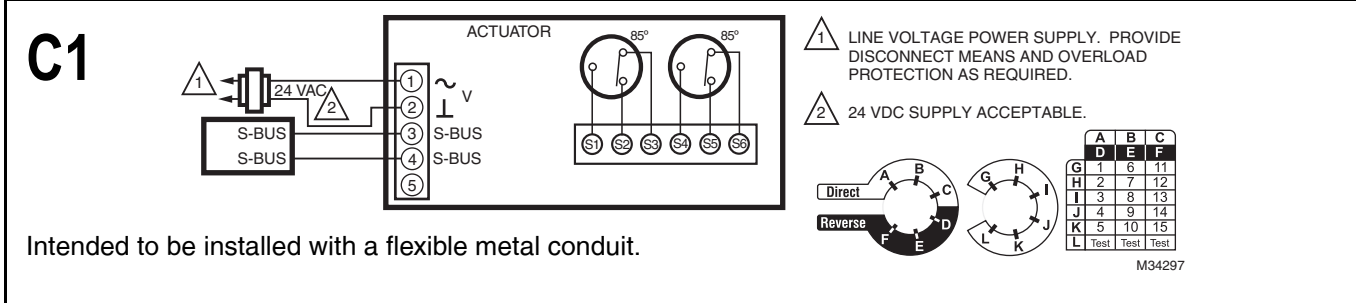 C1
ACTUATOR
85°
85°
1
24 VAC
2
1
2
V
3
S-BUS
4
S-BUS
5
S-BUS
S-BUS
S1 S2 S3 S4 S5 S6
1 LINE VOLTAGE POWER SUPPLY. PROVIDE
DISCONNECT MEANS AND OVERLOAD
PROTECTION AS REQUIRED.
2 24 VDC SUPPLY ACCEPTABLE.
Direct
Reverse
A B C D E F
G H I J K L
A B C
D E F
G 1 6 11
H 2 7 12
I 3 8 13
J 4 9 14
K 5 10 15
L Test Test Test
M34297
Intended to be installed with a flexible metal conduit.